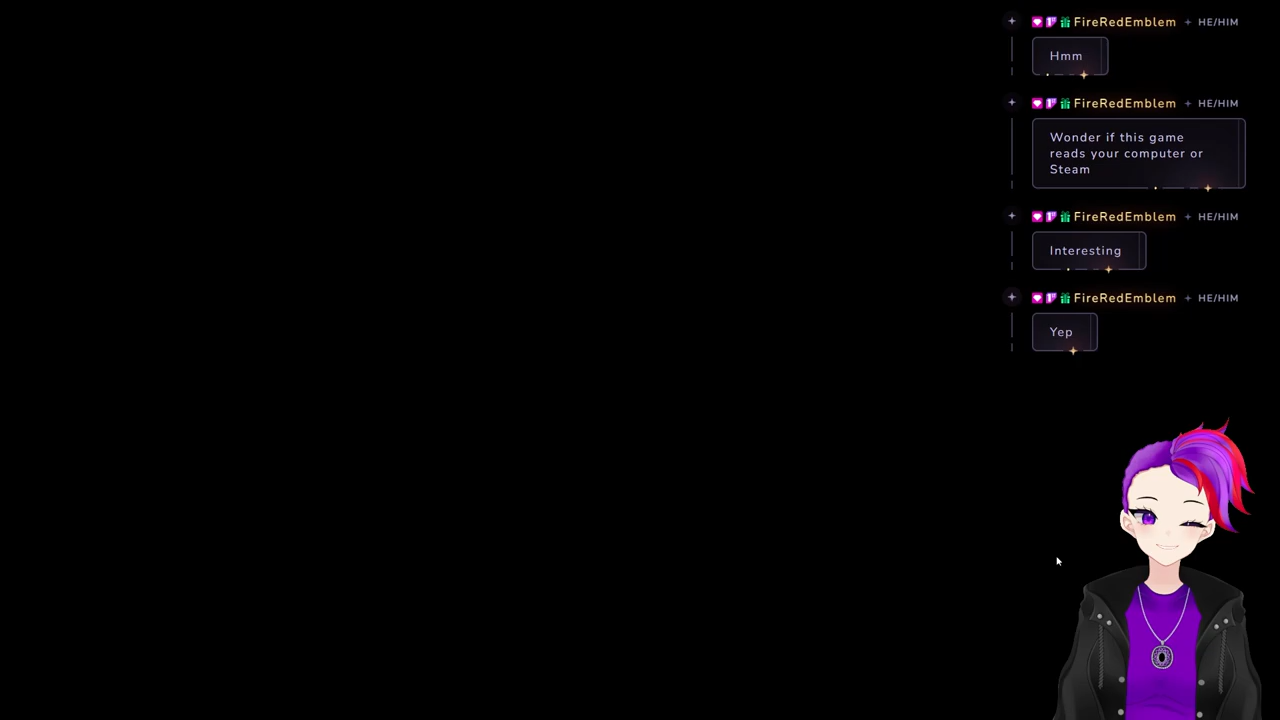 FireRedEmblem HE/HIM
Hmm
FireRedEmblem HE/HIM
Wonder if this game
reads your computer or
Steam
FireRedEmblem HE/HIM
Interesting
FireRedEmblem HE/HIM
Yep